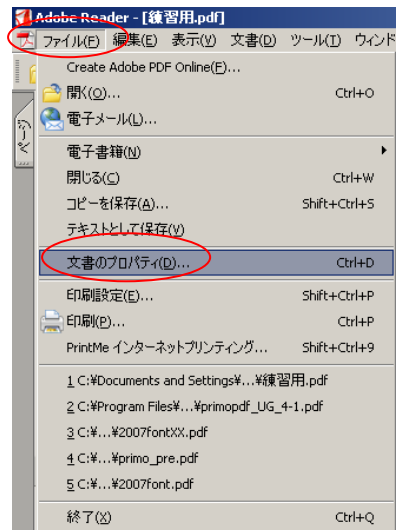 Adobe Reader - [練習用.pdf]
ファイル(F) 編集(E) 表示(V) 文書(D) ツール(T) ウィンド
Create Adobe PDF Online(F)...
開く(O)... Ctrl+O
電子メール(L)...
電子書籍(N)
閉じる(C) Ctrl+W
コピーを保存(A)... Shift+Ctrl+S
テキストとして保存(V)
文書のプロパティ(D)... Ctrl+D
印刷設定(E)... Shift+Ctrl+P
印刷(P)... Ctrl+P
PrintMe インターネットプリンティング... Shift+Ctrl+9
1 C:¥Documents and Settings¥...¥練習用.pdf
2 C:¥Program Files¥...¥primopdf_UG_4-1.pdf
3 C:¥...¥2007fontXX.pdf
4 C:¥...¥primo_pre.pdf
5 C:¥...¥2007font.pdf
終了(X) Ctrl+Q